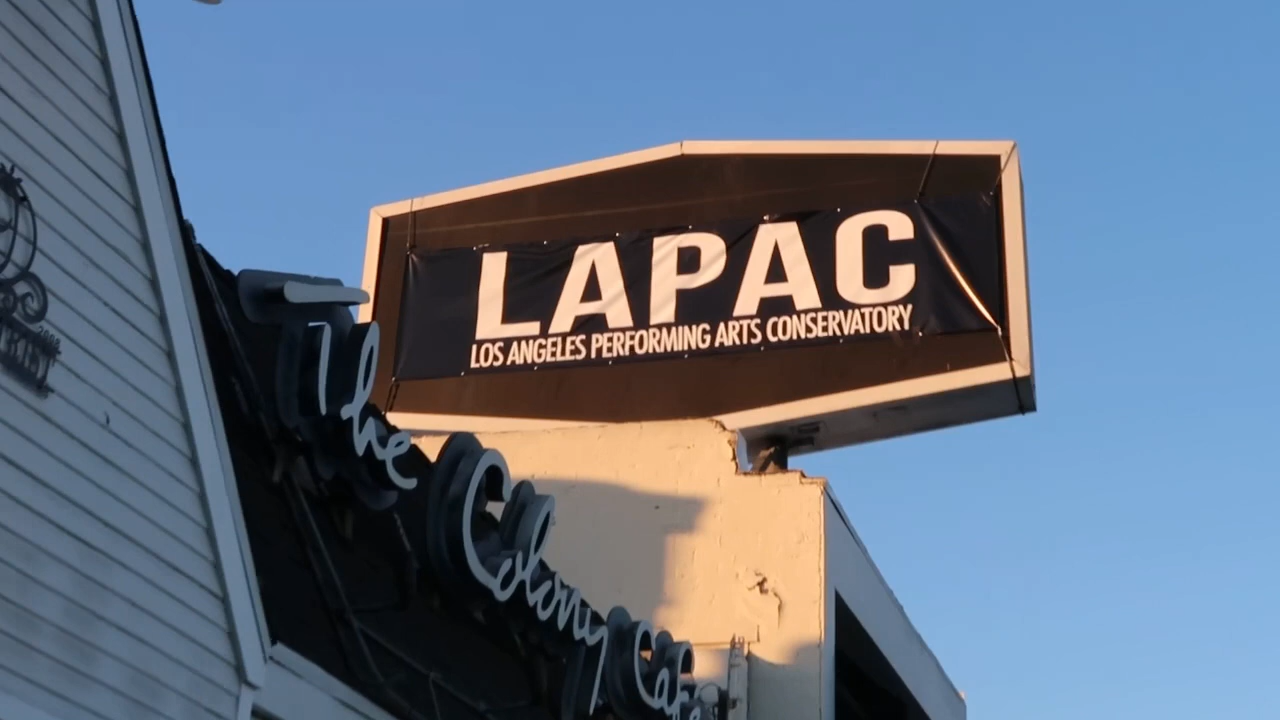 LAPAC
LOS ANGELES PERFORMING ARTS CONSERVATORY
The Colony Cafe